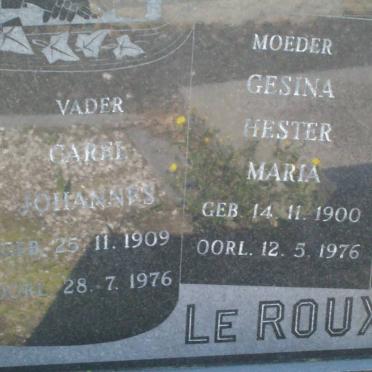 VADER
CAREL
JOHANNES
GEB. 25. 11. 1909
OORL. 28. 7. 1976
MOEDER
GESINA
HESTER
MARIA
GEB. 14. 11. 1900
OORL. 12. 5. 1976
LE ROUX